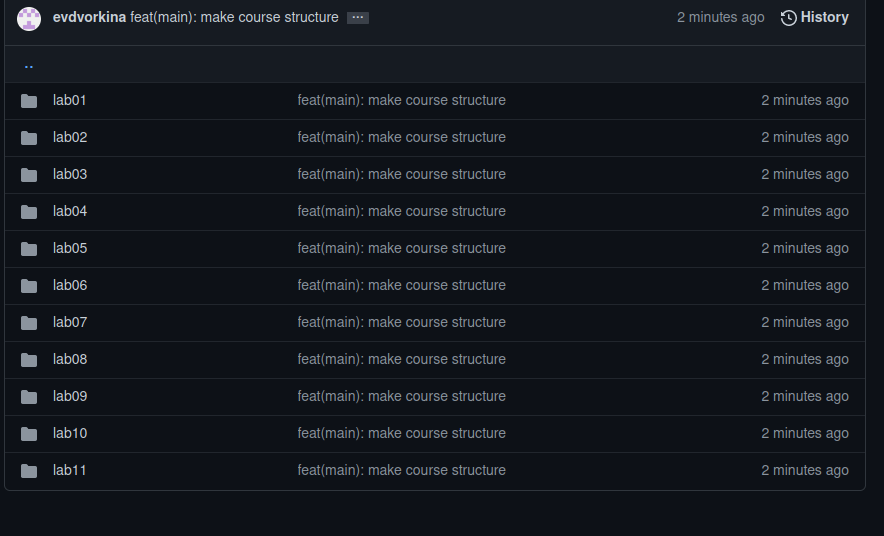 evdvorkina feat(main): make course structure ... 2 minutes ago History
..
lab01 feat(main): make course structure 2 minutes ago
lab02 feat(main): make course structure 2 minutes ago
lab03 feat(main): make course structure 2 minutes ago
lab04 feat(main): make course structure 2 minutes ago
lab05 feat(main): make course structure 2 minutes ago
lab06 feat(main): make course structure 2 minutes ago
lab07 feat(main): make course structure 2 minutes ago
lab08 feat(main): make course structure 2 minutes ago
lab09 feat(main): make course structure 2 minutes ago
lab10 feat(main): make course structure 2 minutes ago
lab11 feat(main): make course structure 2 minutes ago